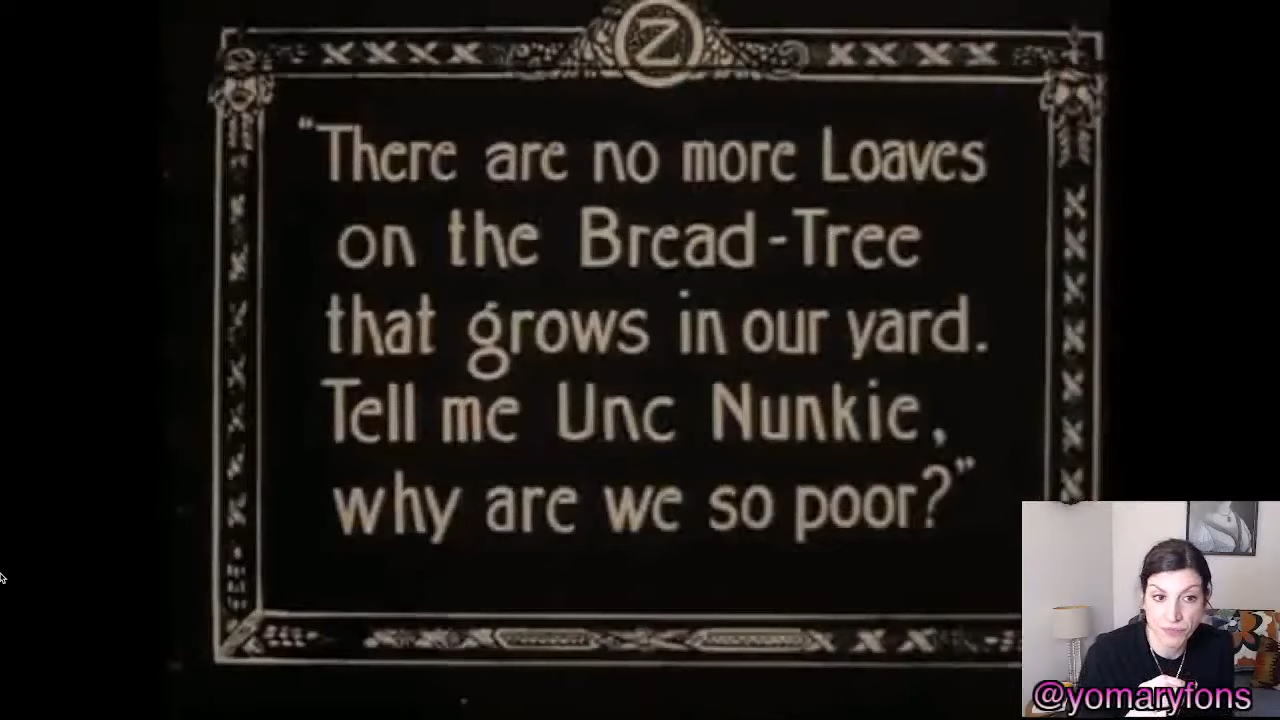 Z
"There are no more Loaves
on the Bread-Tree
that grows in our yard.
Tell me Unc Nunkie,
why are we so poor?"
@yomaryfons